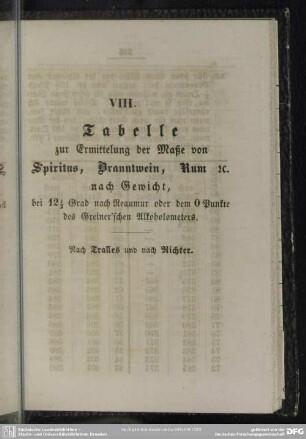 VIII.
Tabelle
zur Ermittelung der Maße von
Spiritus, Branntwein, Rum ꝛc.
nach Gewicht,
bei 12½ Grad nach Reaumur oder dem 0 Punkte
des Greiner'schen Alkoholometers.
Nach Tralles und nach Richter.